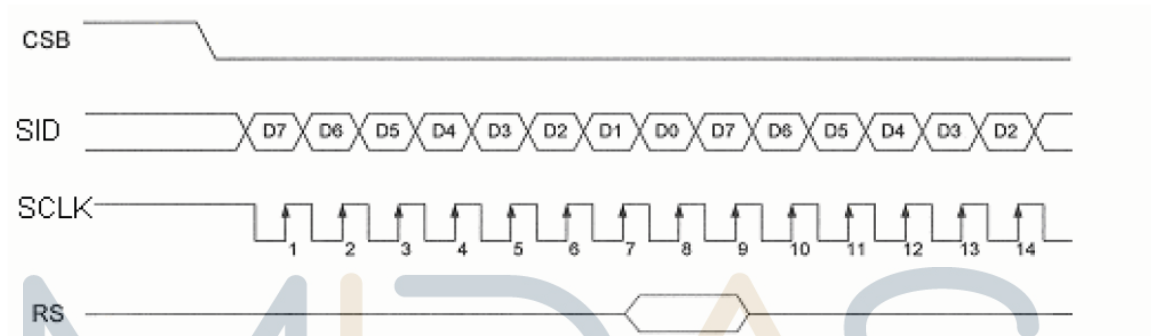 CSB
SID D7 D6 D5 D4 D3 D2 D1 D0 D7 D6 D5 D4 D3 D2
SCLK
1 2 3 4 5 6 7 8 9 10 11 12 13 14
RS
MIDAS